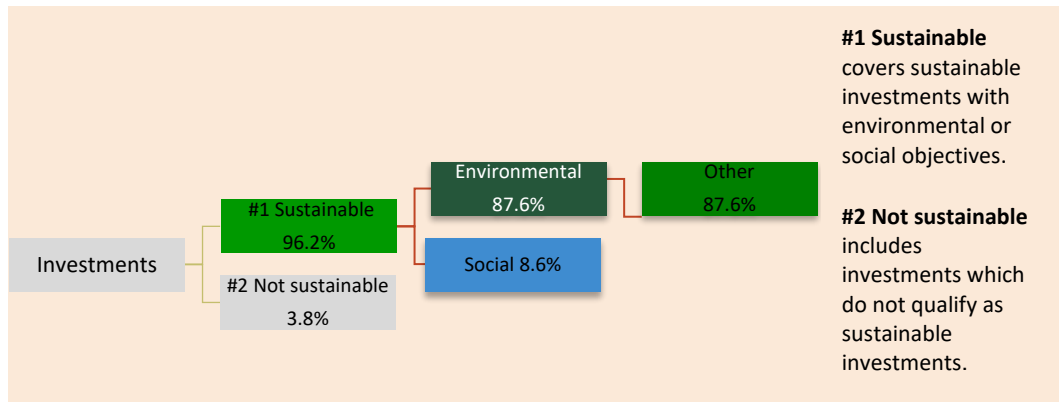 Investments
#1 Sustainable
96.2%
#2 Not sustainable
3.8%
Environmental
87.6%
Social 8.6%
Other
87.6%
#1 Sustainable
covers sustainable
investments with
environmental or
social objectives.
#2 Not sustainable
includes
investments which
do not qualify as
sustainable
investments.